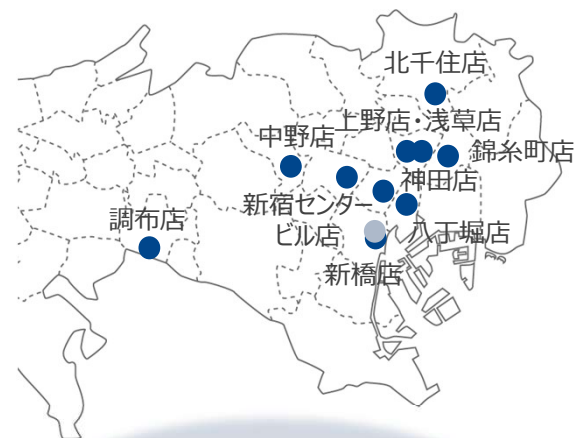 北千住店
上野店・浅草店
中野店
錦糸町店
神田店
新宿センター
ビル店
調布店
八丁堀店
新橋店